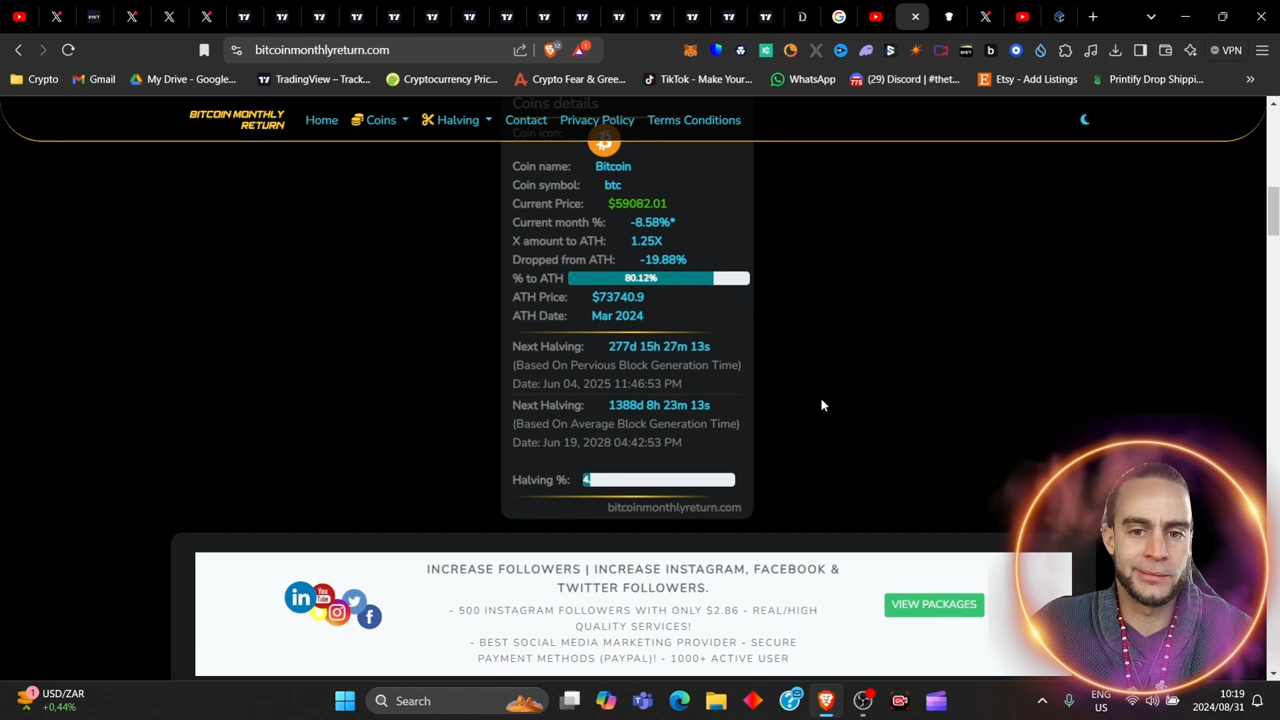 bitcoinmonthlyreturn.com
12
1
VPN
Crypto
Gmail
My Drive - Google...
TradingView – Track...
Cryptocurrency Pric...
Crypto Fear & Gree...
TikTok - Make Your...
WhatsApp
(29) Discord | #thet...
Etsy - Add Listings
Printify Drop Shippi...
BITCOIN MONTHLY
RETURN
Home
Coins
Halving
Contact
Privacy Policy
Terms Conditions
Coins details
Coin icon:
Coin name: Bitcoin
Coin symbol: btc
Current Price: $59082.01
Current month %: -8.58%*
X amount to ATH: 1.25X
Dropped from ATH: -19.88%
% to ATH 80.12%
ATH Price: $73740.9
ATH Date: Mar 2024
Next Halving: 277d 15h 27m 13s
(Based On Pervious Block Generation Time)
Date: Jun 04, 2025 11:46:53 PM
Next Halving: 1388d 8h 23m 13s
(Based On Average Block Generation Time)
Date: Jun 19, 2028 04:42:53 PM
Halving %: 4.
bitcoinmonthlyreturn.com
INCREASE FOLLOWERS | INCREASE INSTAGRAM, FACEBOOK &
TWITTER FOLLOWERS.
- 500 INSTAGRAM FOLLOWERS WITH ONLY $2.86 - REAL/HIGH
QUALITY SERVICES!
- BEST SOCIAL MEDIA MARKETING PROVIDER - SECURE
PAYMENT METHODS (PAYPAL)! - 1000+ ACTIVE USER
VIEW PACKAGES
1
USD/ZAR
+0,44%
Search
ENG
US
10:19
2024/08/31